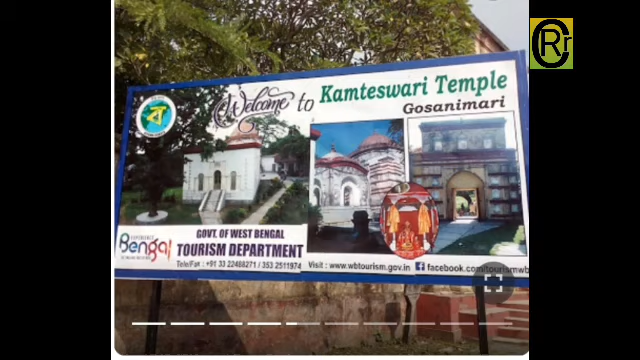 Welcome to Kamteswari Temple
Gosanimari
EXPERIENCE
Bengal
GOVT. OF WEST BENGAL
TOURISM DEPARTMENT
Tele/Fax : +91 33 22488271 / 353 2511974
Visit : www.wbtourism.gov.in facebook.com/tourismwb